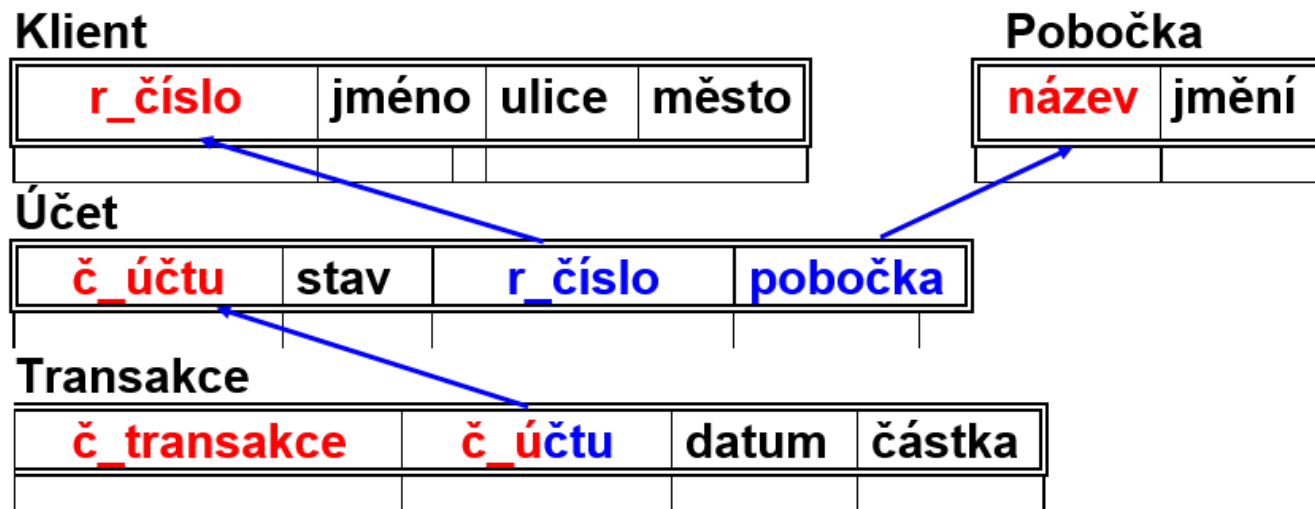 Klient Pobočka
r_číslo jméno ulice město název jmění
Účet
č_účtu stav r_číslo pobočka
Transakce
č_transakce č_účtu datum částka